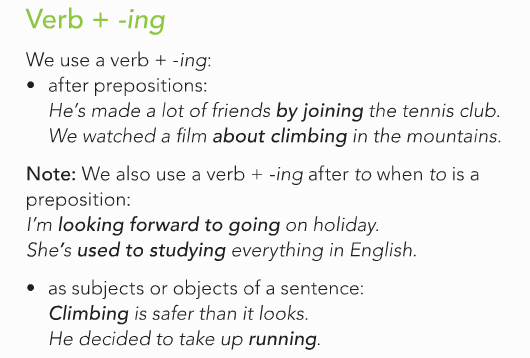 Verb + -ing
We use a verb + -ing:
• after prepositions:
He's made a lot of friends by joining the tennis club.
We watched a film about climbing in the mountains.
Note: We also use a verb + -ing after to when to is a
preposition:
I'm looking forward to going on holiday.
She's used to studying everything in English.
• as subjects or objects of a sentence:
Climbing is safer than it looks.
He decided to take up running.